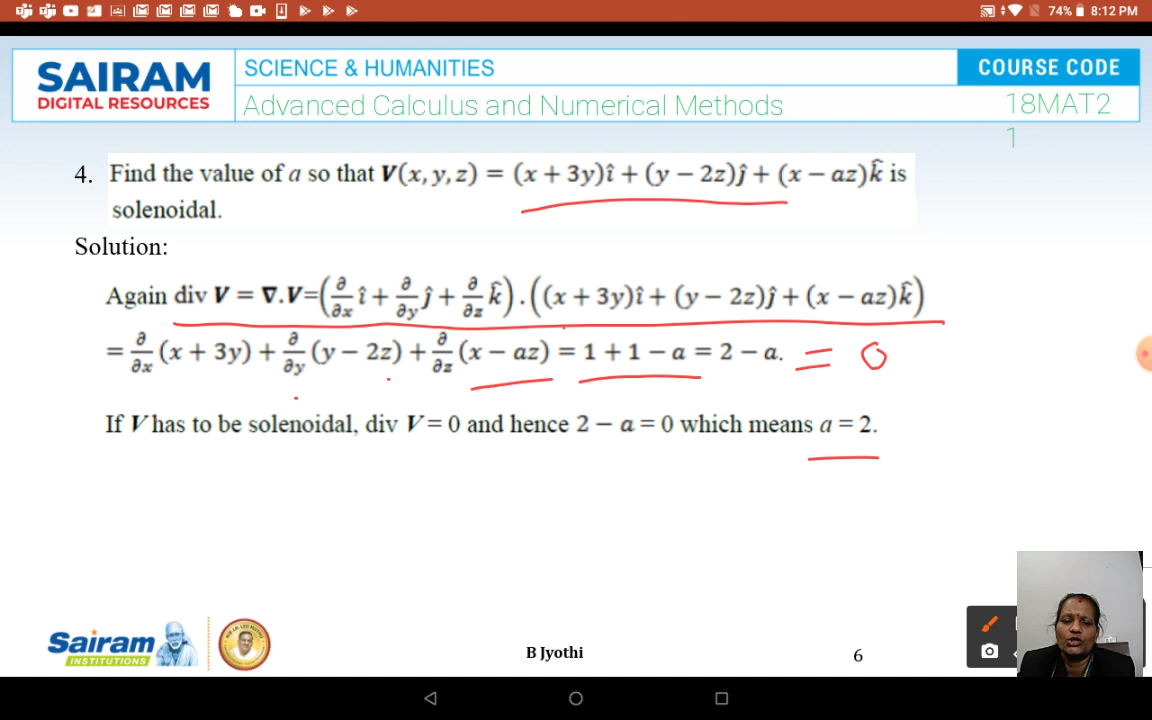 74% 8:12 PM
SAIRAM
DIGITAL RESOURCES
SCIENCE & HUMANITIES
COURSE CODE
Advanced Calculus and Numerical Methods
18MAT2
1
4. Find the value of a so that V(x, y, z) = (x + 3y)î + (y − 2z)ĵ + (x − az)k̂ is
solenoidal.
Solution:
Again div V = ∇.V=(∂/∂x î + ∂/∂y ĵ + ∂/∂z k̂) . ((x + 3y)î + (y − 2z)ĵ + (x − az)k̂)
= ∂/∂x (x + 3y) + ∂/∂y (y − 2z) + ∂/∂z (x − az) = 1 + 1 − a = 2 − a. = 0
If V has to be solenoidal, div V = 0 and hence 2 − a = 0 which means a = 2.
Sairam
INSTITUTIONS
B Jyothi
6